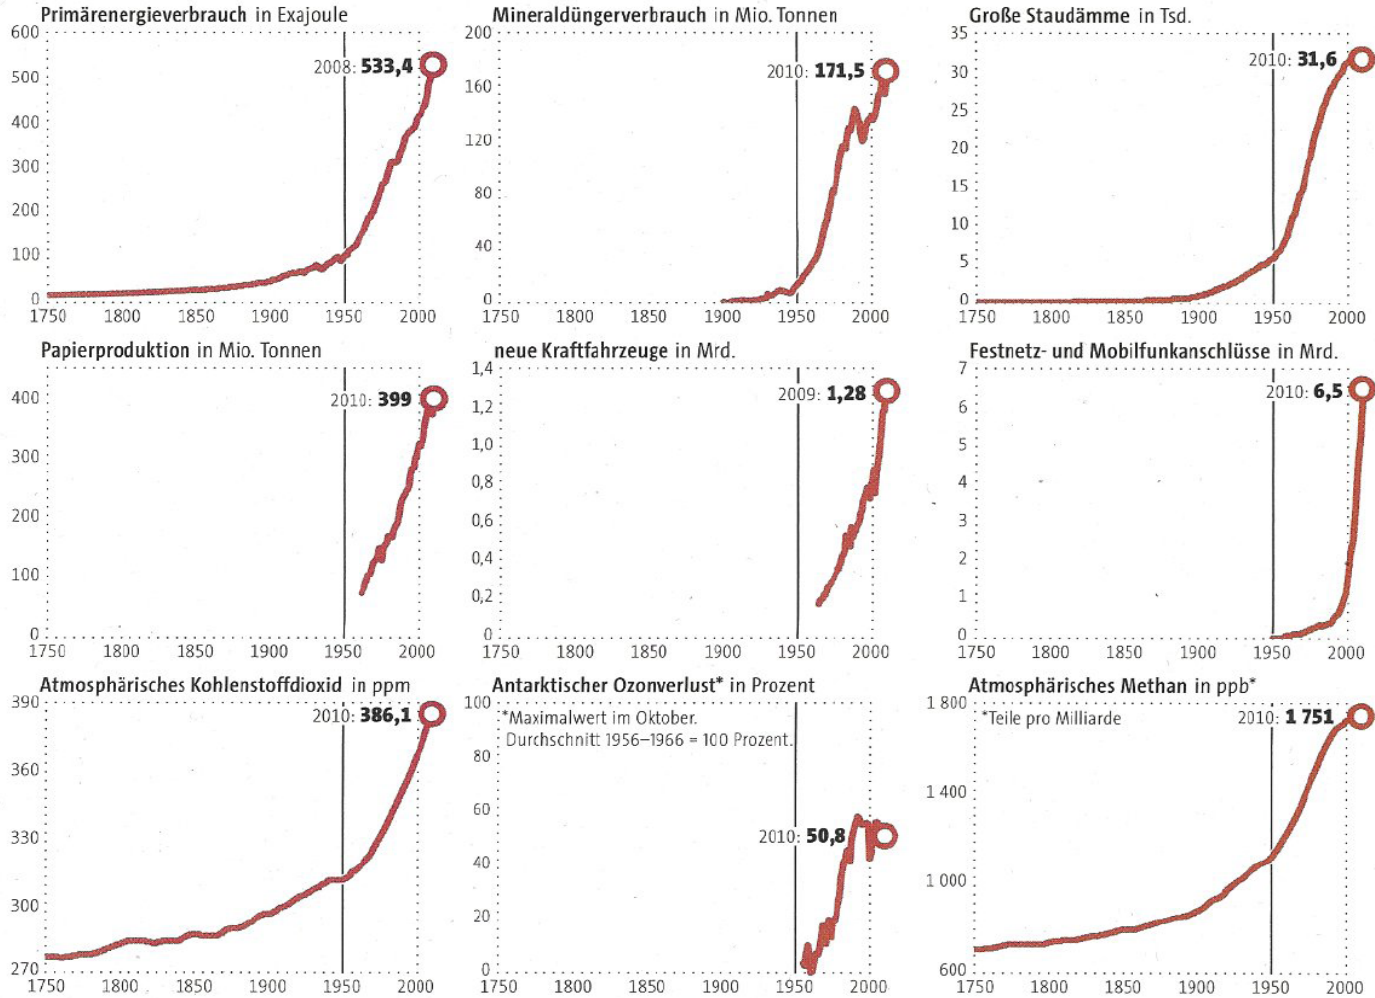 Primärenergieverbrauch in Exajoule
600
500
400
300
200
100
0
2008: 533,4
1750 1800 1850 1900 1950 2000
Mineraldüngerverbrauch in Mio. Tonnen
200
160
120
80
40
0
2010: 171,5
1750 1800 1850 1900 1950 2000
Große Staudämme in Tsd.
35
30
25
20
15
10
5
0
2010: 31,6
1750 1800 1850 1900 1950 2000
Papierproduktion in Mio. Tonnen
400
300
200
100
0
2010: 399
1750 1800 1850 1900 1950 2000
neue Kraftfahrzeuge in Mrd.
1,4
1,2
1,0
0,8
0,6
0,4
0,2
0
2009: 1,28
1750 1800 1850 1900 1950 2000
Festnetz- und Mobilfunkanschlüsse in Mrd.
7
6
5
4
3
2
1
0
2010: 6,5
1750 1800 1850 1900 1950 2000
Atmosphärisches Kohlenstoffdioxid in ppm
390
360
330
300
270
2010: 386,1
1750 1800 1850 1900 1950 2000
Antarktischer Ozonverlust* in Prozent
100
80
60
40
20
0
*Maximalwert im Oktober.
Durchschnitt 1956–1966 = 100 Prozent.
2010: 50,8
1750 1800 1850 1900 1950 2000
Atmosphärisches Methan in ppb*
1 800
1 400
1 000
600
*Teile pro Milliarde
2010: 1 751
1750 1800 1850 1900 1950 2000